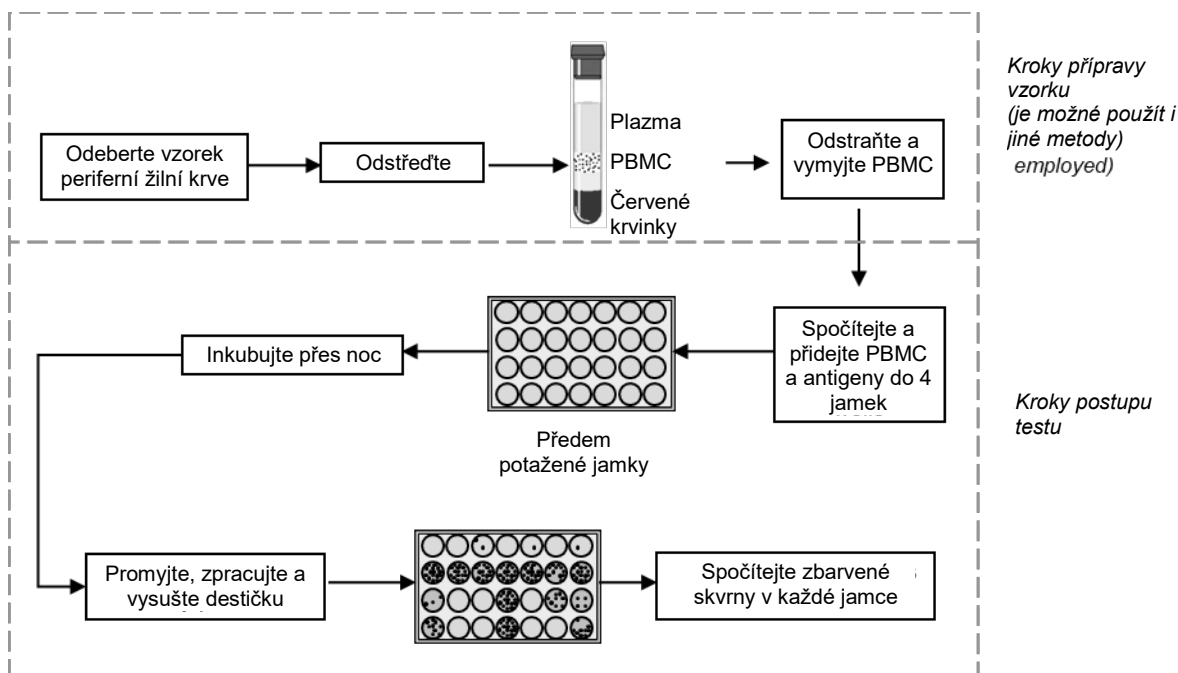 Kroky přípravy
vzorku
(je možné použít i
jiné metody)
employed)
Odeberte vzorek
periferní žilní krve
Odstřeďte
Plazma
PBMC
Červené
krvinky
Odstraňte a
vymyjte PBMC
Spočítejte a
přidejte PBMC
a antigeny do 4
jamek
Předem
potažené jamky
Inkubujte přes noc
Kroky postupu
testu
Promyjte, zpracujte a
vysušte destičku
Spočítejte zbarvené
skvrny v každé jamce